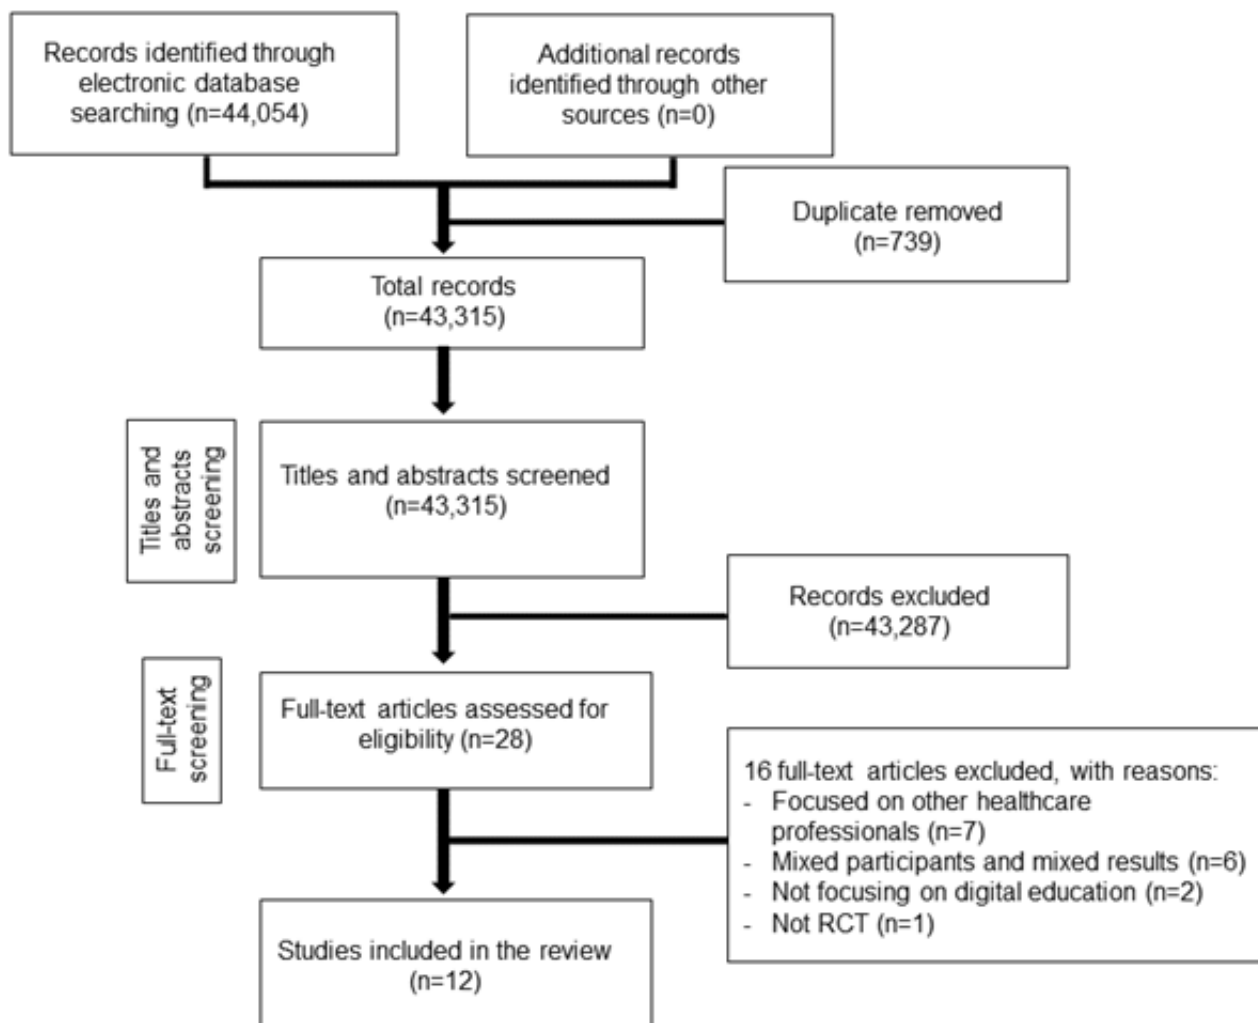 Records identified through
electronic database
searching (n=44,054)
Additional records
identified through other
sources (n=0)
Duplicate removed
(n=739)
Total records
(n=43,315)
Titles and
abstracts
screening
Titles and abstracts screened
(n=43,315)
Records excluded
(n=43,287)
Full-text
screening
Full-text articles assessed for
eligibility (n=28)
16 full-text articles excluded, with reasons:
- Focused on other healthcare
professionals (n=7)
- Mixed participants and mixed results (n=6)
- Not focusing on digital education (n=2)
- Not RCT (n=1)
Studies included in the review
(n=12)